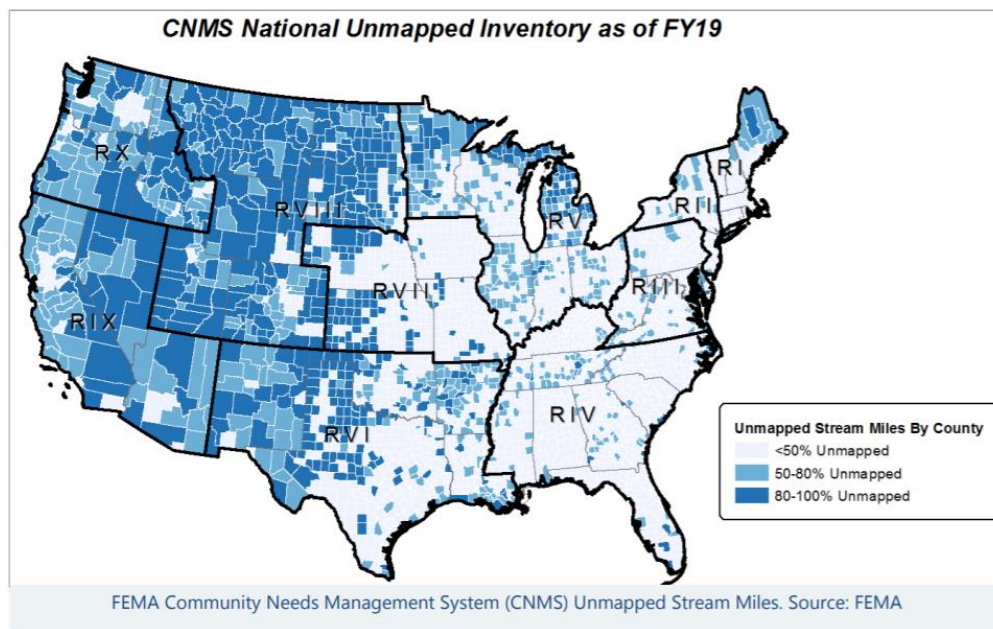 CNMS National Unmapped Inventory as of FY19
RX
RVIII
RIX
RVII
RVI
RV
RIV
RIII
RII
RI
Unmapped Stream Miles By County
<50% Unmapped
50-80% Unmapped
80-100% Unmapped
FEMA Community Needs Management System (CNMS) Unmapped Stream Miles. Source: FEMA